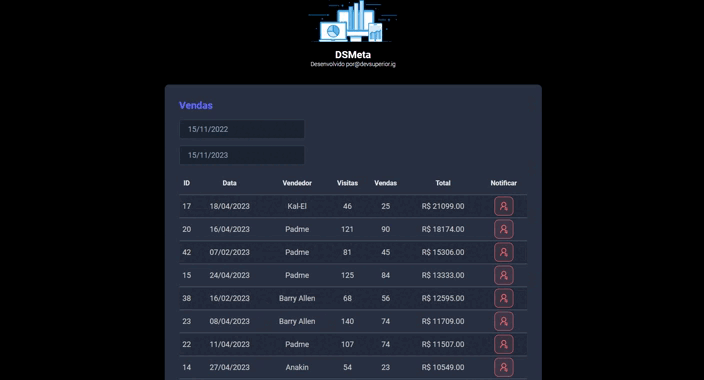 DSMeta
Desenvolvido por@devsuperior.ig
Vendas
15/11/2022
15/11/2023
ID Data Vendedor Visitas Vendas Total Notificar
17 18/04/2023 Kal-El 46 25 R$ 21099.00
20 16/04/2023 Padme 121 90 R$ 18174.00
42 07/02/2023 Padme 81 45 R$ 15306.00
15 24/04/2023 Padme 125 84 R$ 13333.00
38 16/02/2023 Barry Allen 68 56 R$ 12595.00
23 08/04/2023 Barry Allen 140 74 R$ 11709.00
22 11/04/2023 Padme 107 74 R$ 11507.00
14 27/04/2023 Anakin 54 23 R$ 10549.00